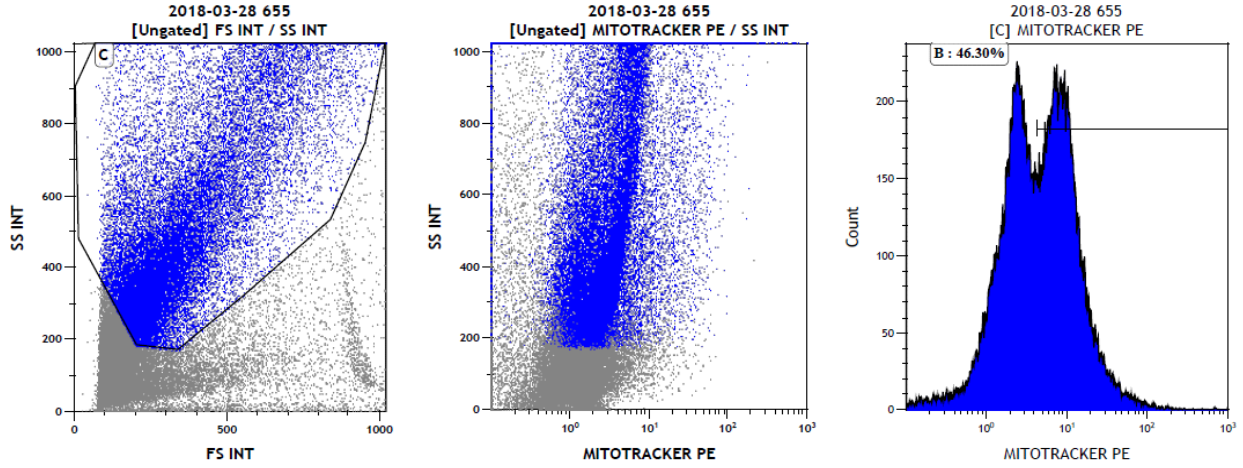 2018-03-28 655
[Ungated] FS INT / SS INT
C
1000
800
600
400
200
0
SS INT
0
500
1000
FS INT
2018-03-28 655
[Ungated] MITOTRACKER PE / SS INT
1000
800
600
400
200
0
SS INT
10⁰
10¹
10²
10³
MITOTRACKER PE
2018-03-28 655
[C] MITOTRACKER PE
B : 46.30%
200
150
100
50
0
Count
10⁰
10¹
10²
10³
MITOTRACKER PE